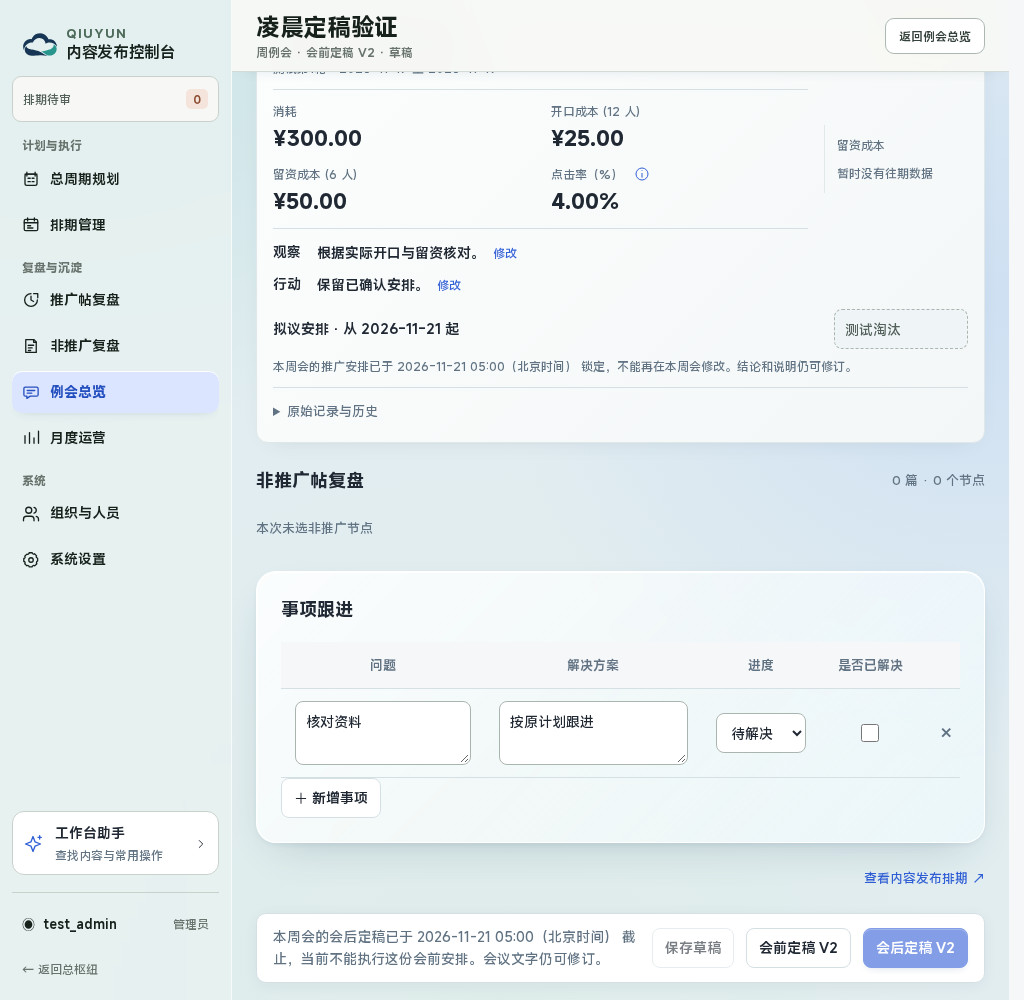 QIUYUN
内容发布控制台
排期待审
0
计划与执行
总周期规划
排期管理
复盘与沉淀
推广帖复盘
非推广复盘
例会总览
月度运营
系统
组织与人员
系统设置
工作台助手
查找内容与常用操作
test_admin
管理员
← 返回总枢纽
凌晨定稿验证
周例会 · 会前定稿 V2 · 草稿
返回例会总览
消耗
¥300.00
开口成本 (12 人)
¥25.00
留资成本 (6 人)
¥50.00
点击率（%）
4.00%
留资成本
暂时没有往期数据
观察 根据实际开口与留资核对。 修改
行动 保留已确认安排。 修改
拟议安排 · 从 2026-11-21 起
测试淘汰
本周会的推广安排已于 2026-11-21 05:00（北京时间） 锁定，不能再在本周会修改。结论和说明仍可修订。
▶ 原始记录与历史
非推广帖复盘
0 篇 · 0 个节点
本次未选非推广节点
事项跟进
问题 解决方案 进度 是否已解决
核对资料 按原计划跟进 待解决 ×
+ 新增事项
查看内容发布排期 ↗
本周会的会后定稿已于 2026-11-21 05:00（北京时间） 截
止，当前不能执行这份会前安排。会议文字仍可修订。
保存草稿
会前定稿 V2
会后定稿 V2